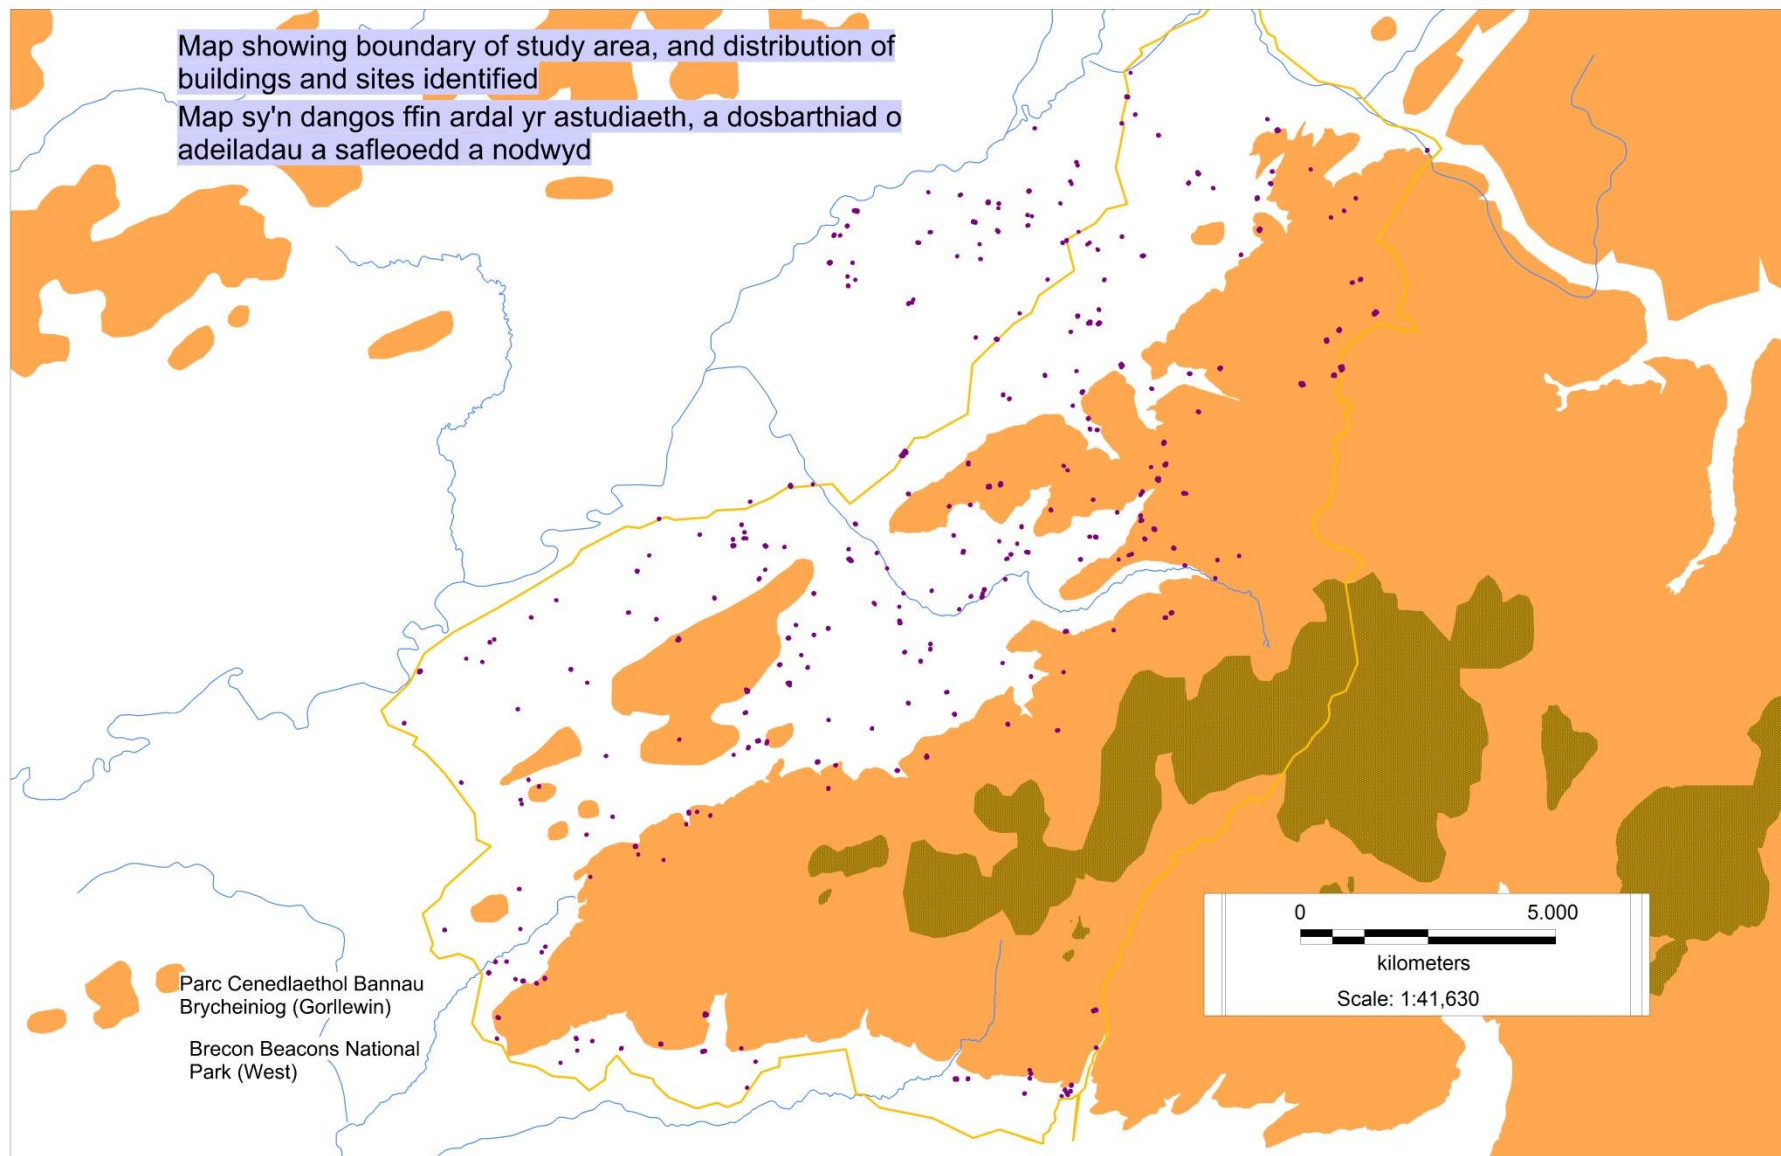 Map showing boundary of study area, and distribution of
buildings and sites identified
Map sy'n dangos ffin ardal yr astudiaeth, a dosbarthiad o
adeiladau a safleoedd a nodwyd
Parc Cenedlaethol Bannau
Brycheiniog (Gorllewin)
Brecon Beacons National
Park (West)
0 5.000
kilometers
Scale: 1:41,630